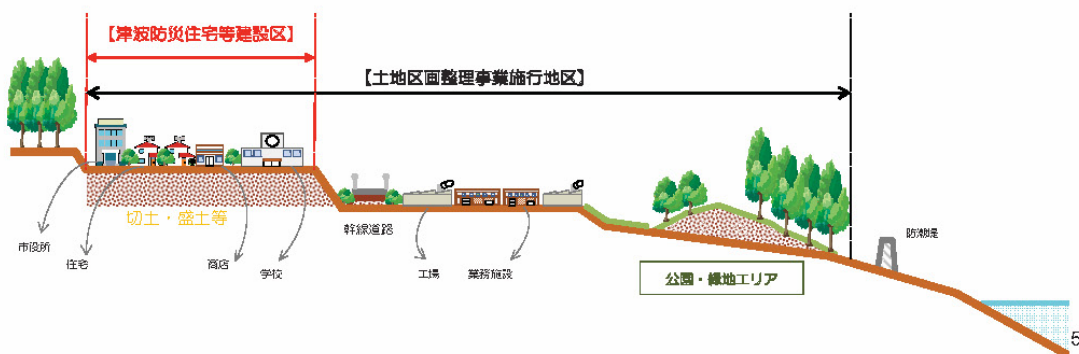 【津波防災住宅等建設区】
【土地区画整理事業施行地区】
切土・盛土等
市役所
住宅
商店
学校
幹線道路
工場
業務施設
公園・緑地エリア
防潮堤
5